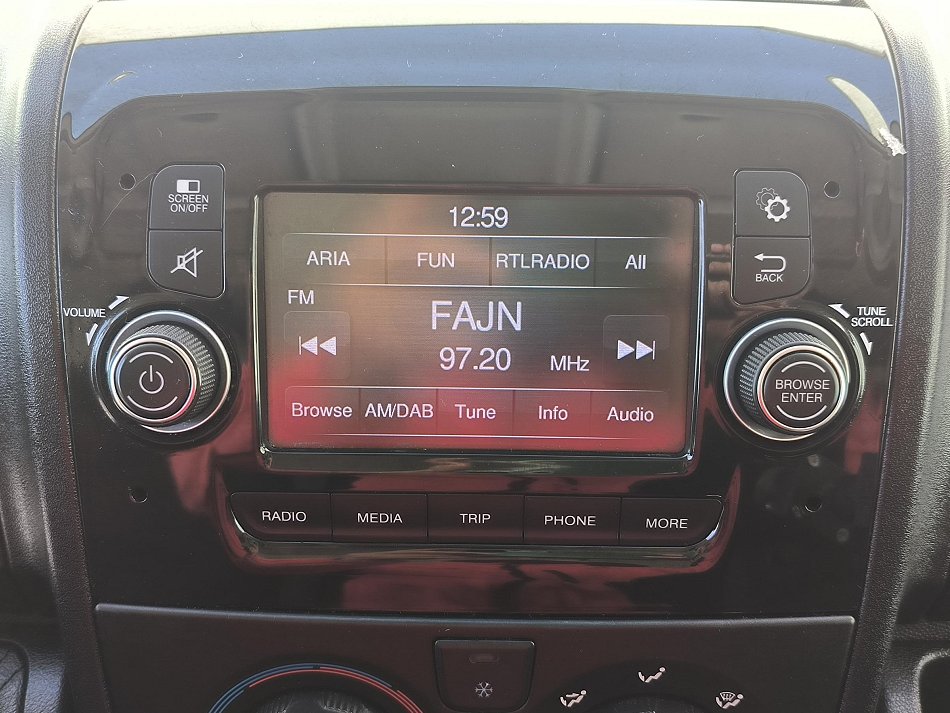 SCREEN
ON/OFF
12:59
ARIA FUN RTLRADIO All
FM
FAJN
97.20 MHz
Browse AM/DAB Tune Info Audio
BACK
VOLUME
TUNE
SCROLL
BROWSE
ENTER
RADIO MEDIA TRIP PHONE MORE